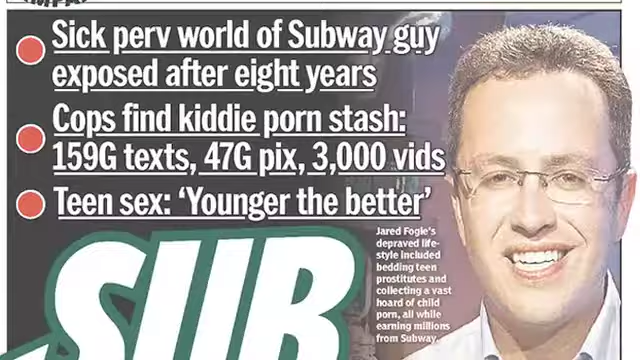 Sick perv world of Subway guy
exposed after eight years
Cops find kiddie porn stash:
159G texts, 47G pix, 3,000 vids
Teen sex: ‘Younger the better’
Jared Fogle's
depraved life-
style included
bedding teen
prostitutes and
collecting a vast
hoard of child
porn, all while
earning millions
from Subway.
SUB